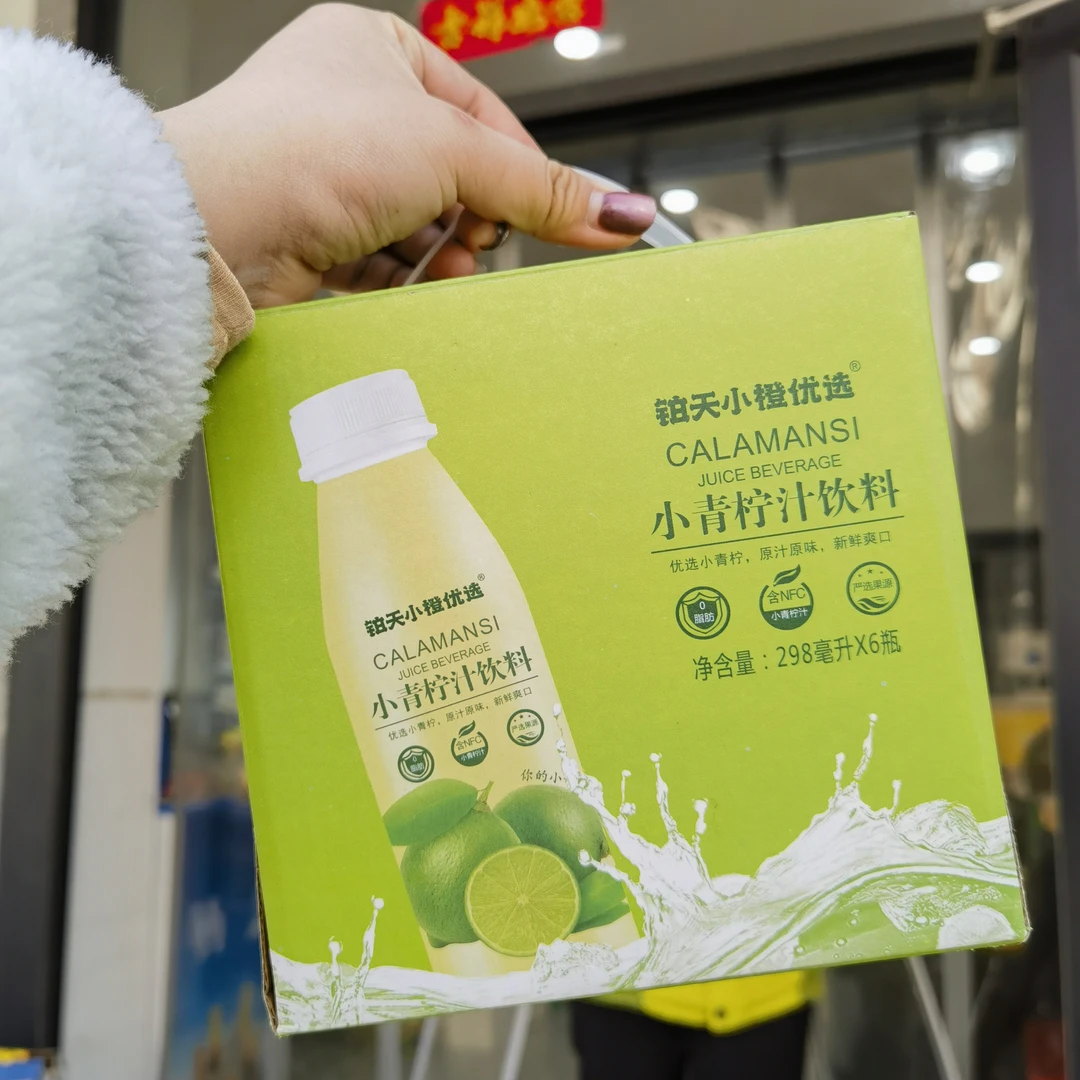 铂天小橙优选®
CALAMANSI
JUICE BEVERAGE
小青柠汁饮料
优选小青柠，原汁原味，新鲜爽口
0
脂肪
含NFC
小青柠汁
严选果源
净含量：298毫升X6瓶
铂天小橙优选®
CALAMANSI
JUICE BEVERAGE
小青柠汁饮料
优选小青柠，原汁原味，新鲜爽口
0
脂肪
含NFC
小青柠汁
严选果源
你的小